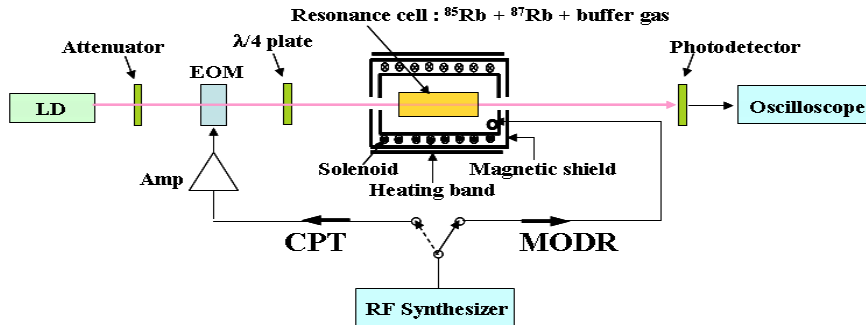 Resonance cell : ⁸⁵Rb + ⁸⁷Rb + buffer gas
Attenuator
λ/4 plate
Photodetector
EOM
LD
Oscilloscope
Solenoid
Magnetic shield
Heating band
Amp
CPT
MODR
RF Synthesizer